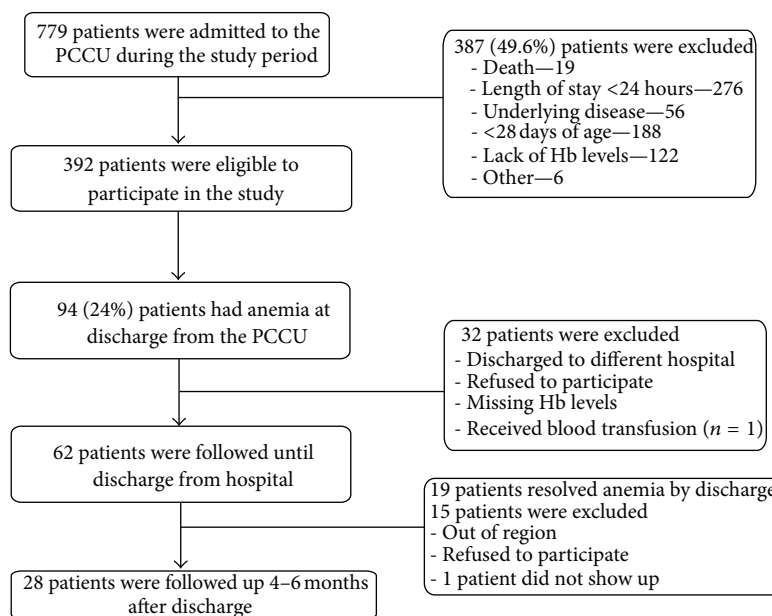 779 patients were admitted to the
PCCU during the study period
387 (49.6%) patients were excluded
- Death—19
- Length of stay <24 hours—276
- Underlying disease—56
- <28 days of age—188
- Lack of Hb levels—122
- Other—6
392 patients were eligible to
participate in the study
94 (24%) patients had anemia at
discharge from the PCCU
32 patients were excluded
- Discharged to different hospital
- Refused to participate
- Missing Hb levels
- Received blood transfusion (n = 1)
62 patients were followed until
discharge from hospital
19 patients resolved anemia by discharge
15 patients were excluded
- Out of region
- Refused to participate
- 1 patient did not show up
28 patients were followed up 4–6 months
after discharge